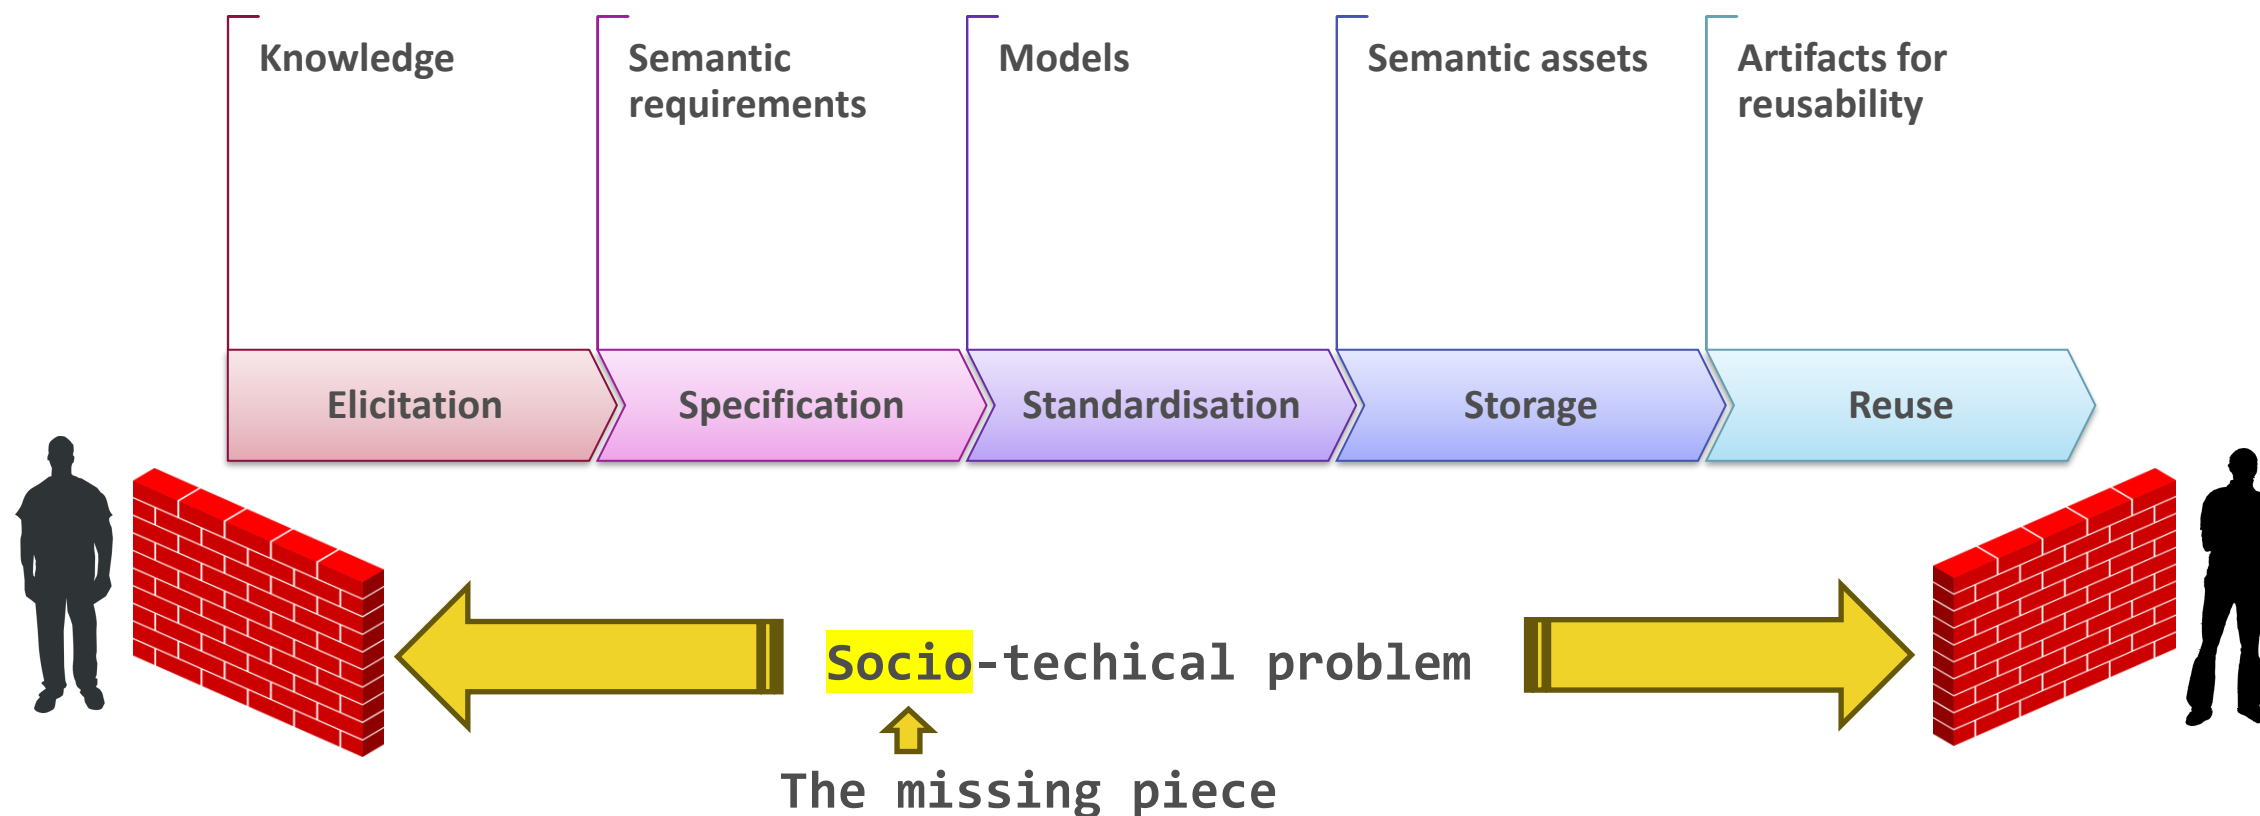 Knowledge
Semantic
requirements
Models
Semantic assets
Artifacts for
reusability
Elicitation
Specification
Standardisation
Storage
Reuse
Socio-techical problem
The missing piece